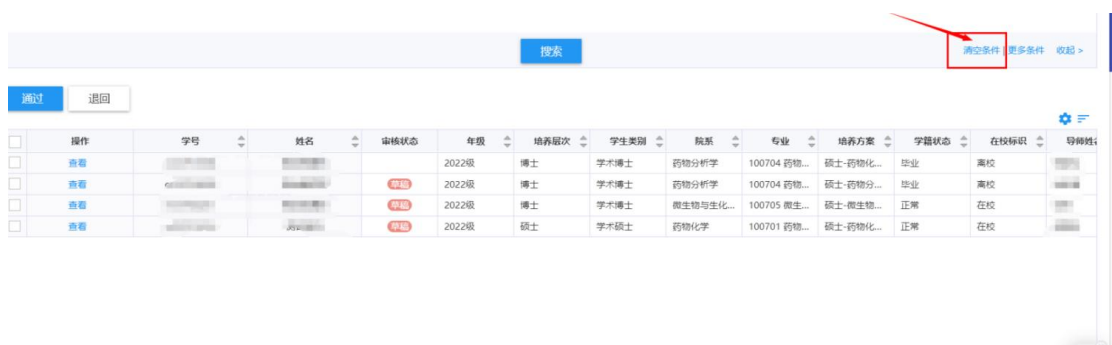 搜索
清空条件 | 更多条件 收起 >
通过 退回
操作 学号 姓名 审核状态 年级 培养层次 学生类别 院系 专业 培养方案 学籍状态 在校标识 导师姓名
查看 2022级 博士 学术博士 药物分析学 100704 药物... 硕士-药物化... 毕业 离校
查看 草稿 2022级 博士 学术博士 药物分析学 100704 药物... 硕士-药物分... 毕业 离校
查看 草稿 2022级 博士 学术博士 微生物与生化... 100705 微生... 硕士-微生物... 正常 在校
查看 草稿 2022级 硕士 学术硕士 药物化学 100701 药物... 硕士-药物化... 正常 在校